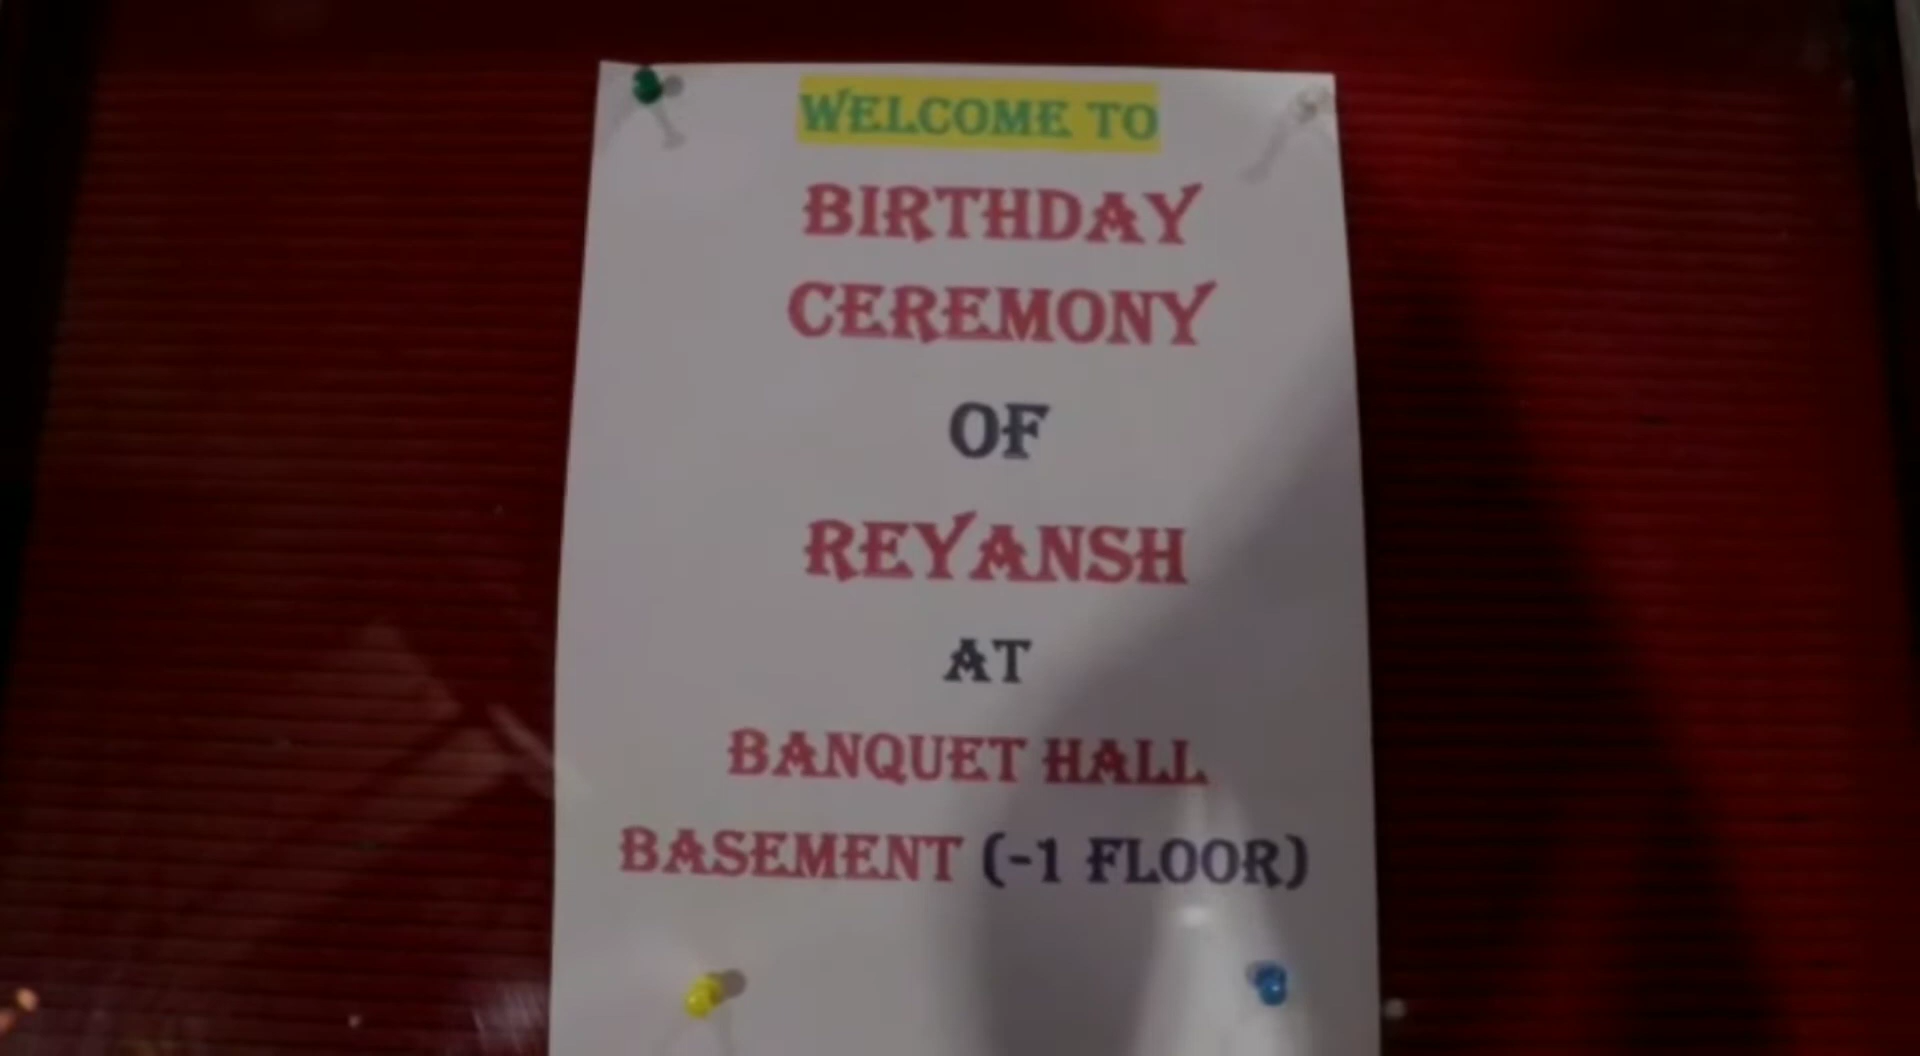 WELCOME TO
BIRTHDAY
CEREMONY
OF
REYANSH
AT
BANQUET HALL
BASEMENT (-1 FLOOR)